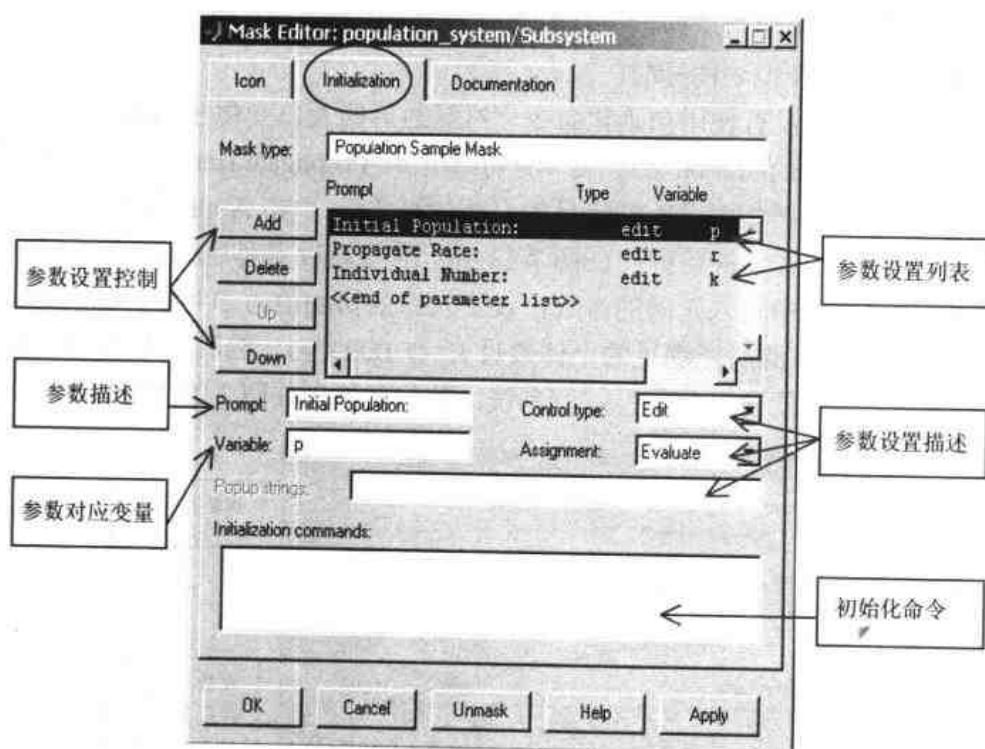 Mask Editor: population_system/Subsystem
Icon
Initialization
Documentation
Mask type:
Population Sample Mask
Prompt
Type
Variable
Add
Initial Population: edit p
Delete
Propagate Rate: edit r
Individual Number: edit k
<<end of parameter list>>
Up
Down
参数设置控制
参数设置列表
参数描述
Prompt:
Initial Population:
Control type:
Edit
Variable:
p
Assignment:
Evaluate
参数设置描述
参数对应变量
Popup strings:
Initialization commands:
初始化命令
OK
Cancel
Unmask
Help
Apply